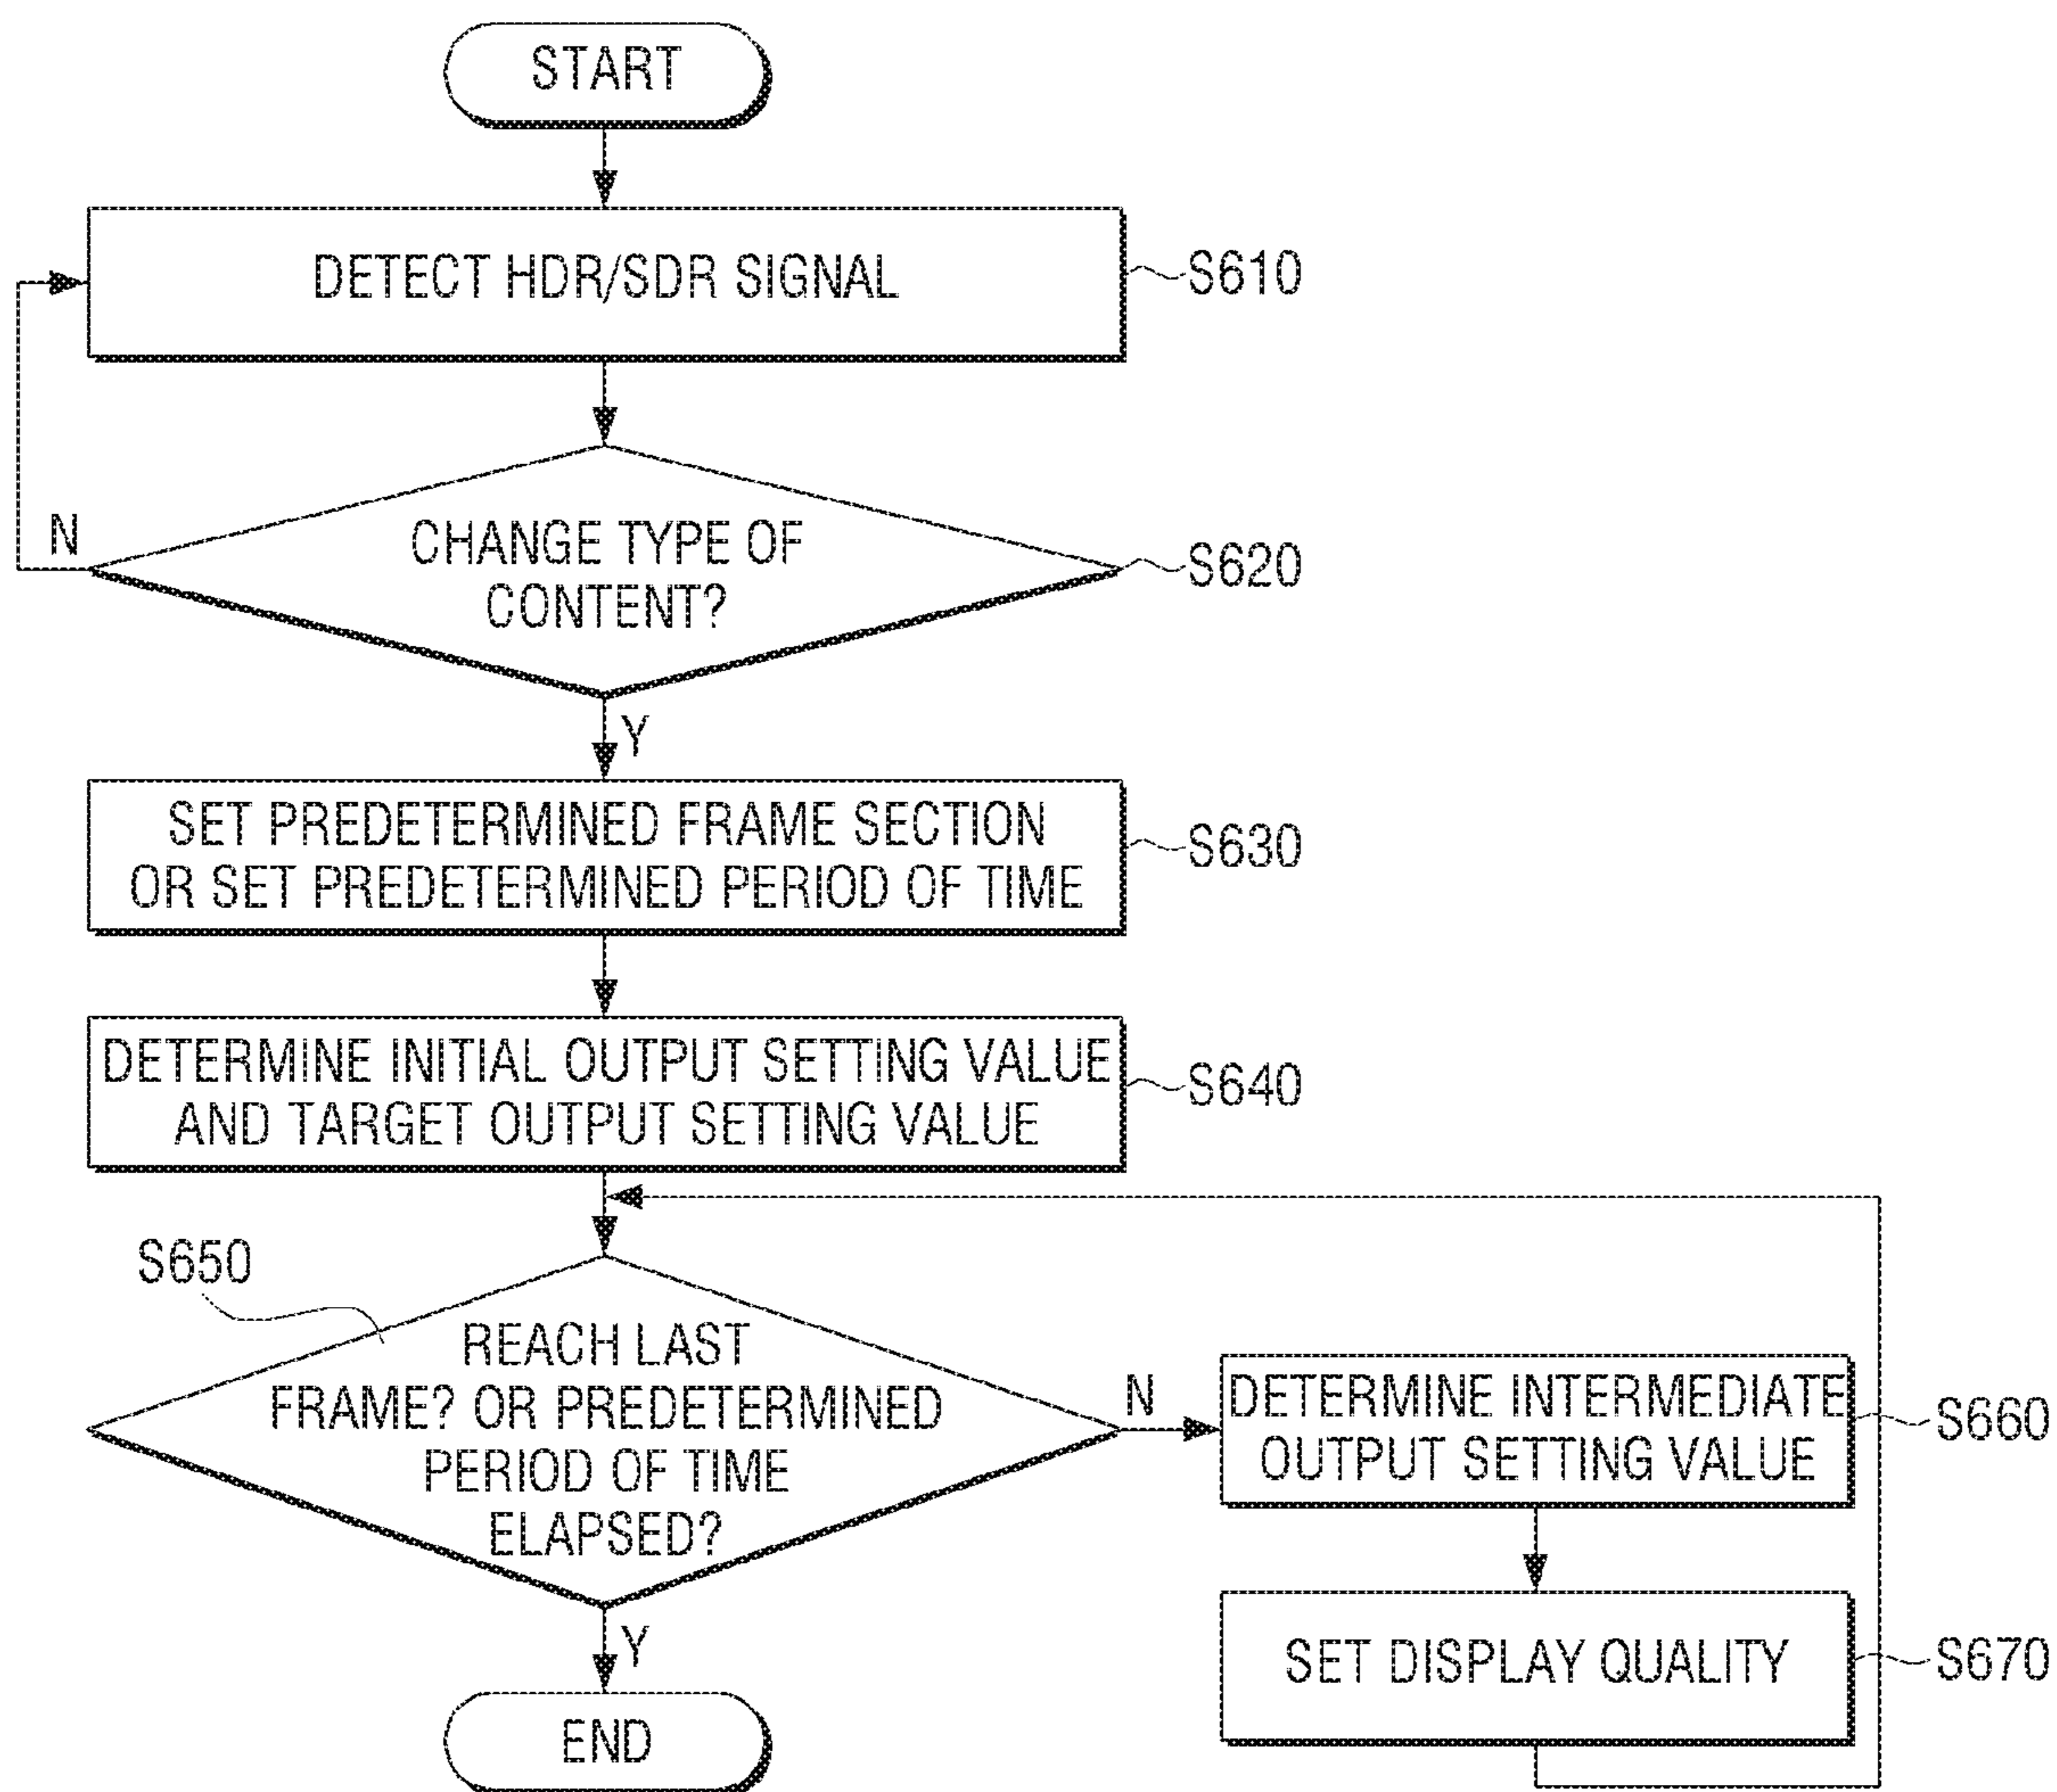 START
DETECT HDR/SDR SIGNAL
S610
CHANGE TYPE OF
CONTENT?
S620
N
Y
SET PREDETERMINED FRAME SECTION
OR SET PREDETERMINED PERIOD OF TIME
S630
DETERMINE INITIAL OUTPUT SETTING VALUE
AND TARGET OUTPUT SETTING VALUE
S640
S650
REACH LAST
FRAME? OR PREDETERMINED
PERIOD OF TIME
ELAPSED?
N
DETERMINE INTERMEDIATE
OUTPUT SETTING VALUE
S660
SET DISPLAY QUALITY
S670
Y
END